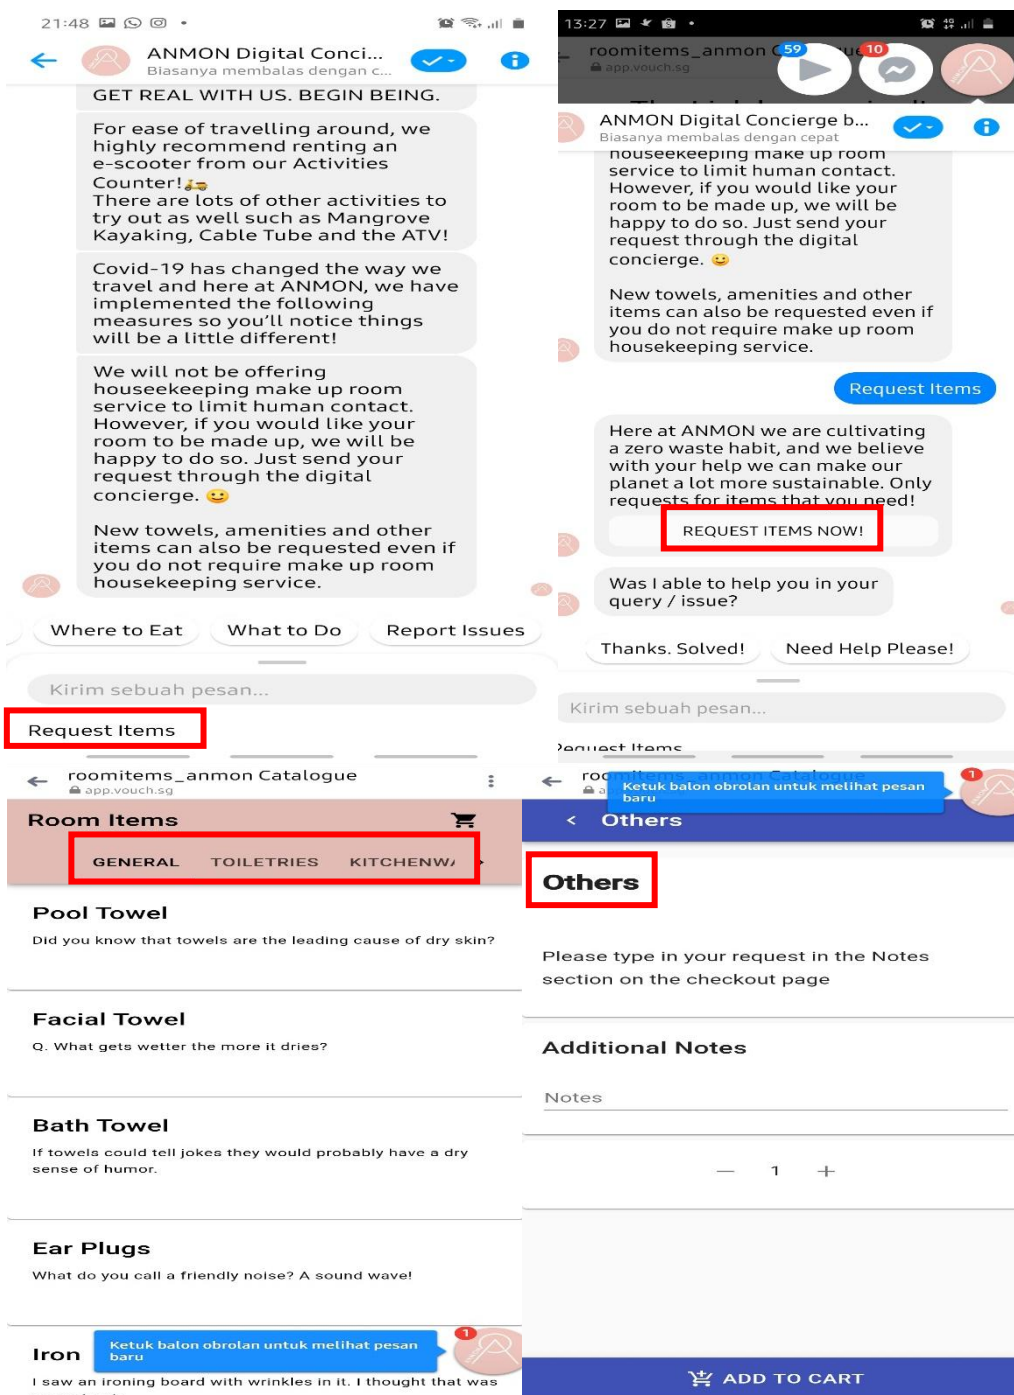 21:48
ANMON Digital Conci...
Biasanya membalas dengan c...
GET REAL WITH US. BEGIN BEING.
For ease of travelling around, we
highly recommend renting an
e-scooter from our Activities
Counter!🛵
There are lots of other activities to
try out as well such as Mangrove
Kayaking, Cable Tube and the ATV!
Covid-19 has changed the way we
travel and here at ANMON, we have
implemented the following
measures so you'll notice things
will be a little different!
We will not be offering
houseekeeping make up room
service to limit human contact.
However, if you would like your
room to be made up, we will be
happy to do so. Just send your
request through the digital
concierge. 🙂
New towels, amenities and other
items can also be requested even if
you do not require make up room
housekeeping service.
Where to Eat
What to Do
Report Issues
Kirim sebuah pesan...
Request Items
13:27
roomitems_anmon
app.vouch.sg
59
10
ANMON Digital Concierge b...
Biasanya membalas dengan cepat
houseekeeping make up room
service to limit human contact.
However, if you would like your
room to be made up, we will be
happy to do so. Just send your
request through the digital
concierge. 🙂
New towels, amenities and other
items can also be requested even if
you do not require make up room
housekeeping service.
Request Items
Here at ANMON we are cultivating
a zero waste habit, and we believe
with your help we can make our
planet a lot more sustainable. Only
requests for items that you need!
REQUEST ITEMS NOW!
Was I able to help you in your
query / issue?
Thanks. Solved!
Need Help Please!
Kirim sebuah pesan...
Request Items
roomitems_anmon Catalogue
app.vouch.sg
Room Items
GENERAL
TOILETRIES
KITCHENW
Pool Towel
Did you know that towels are the leading cause of dry skin?
Facial Towel
Q. What gets wetter the more it dries?
Bath Towel
If towels could tell jokes they would probably have a dry
sense of humor.
Ear Plugs
What do you call a friendly noise? A sound wave!
Iron
Ketuk balon obrolan untuk melihat pesan
baru
1
I saw an ironing board with wrinkles in it. I thought that was
roomitems_anmon Catalogue
Ketuk balon obrolan untuk melihat pesan
baru
1
< Others
Others
Please type in your request in the Notes
section on the checkout page
Additional Notes
Notes
— 1 +
ADD TO CART